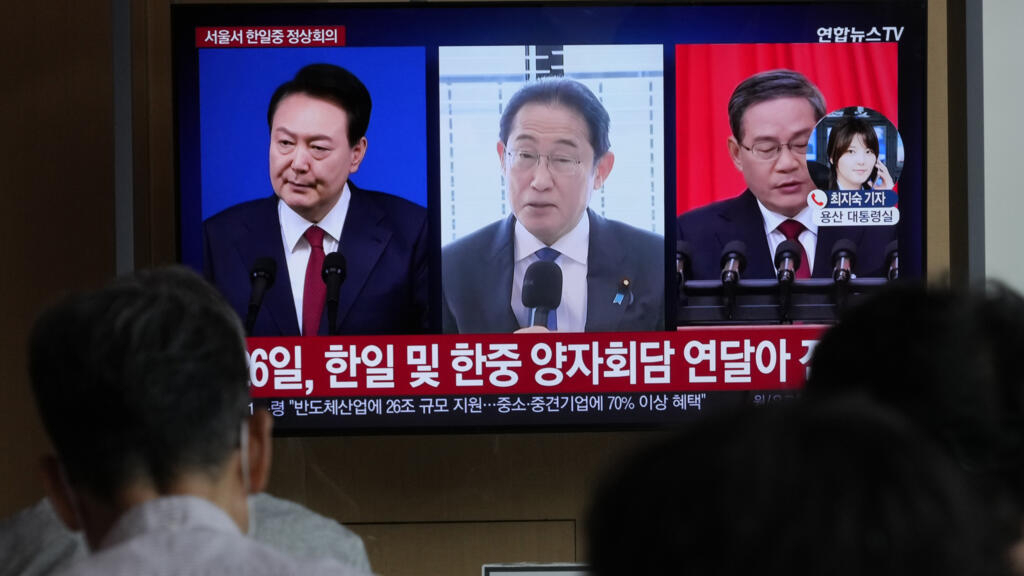 서울서 한일중 정상회의
연합뉴스TV
최지숙 기자
용산 대통령실
26일, 한일 및 한중 양자회담 연달아
"반도체산업에 26조 규모 지원…중소·중견기업에 70% 이상 혜택"